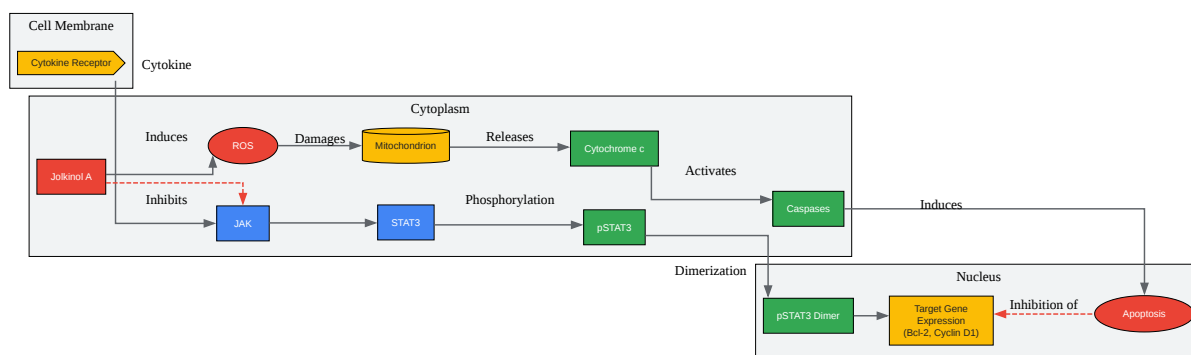 Cell Membrane
Cytokine Receptor
Cytokine
Cytoplasm
Induces
ROS
Damages
Mitochondrion
Releases
Cytochrome c
Jolkinol A
Activates
Inhibits
JAK
STAT3
Phosphorylation
pSTAT3
Caspases
Induces
Dimerization
Nucleus
pSTAT3 Dimer
Target Gene
Expression
(Bcl-2, Cyclin D1)
Inhibition of
Apoptosis